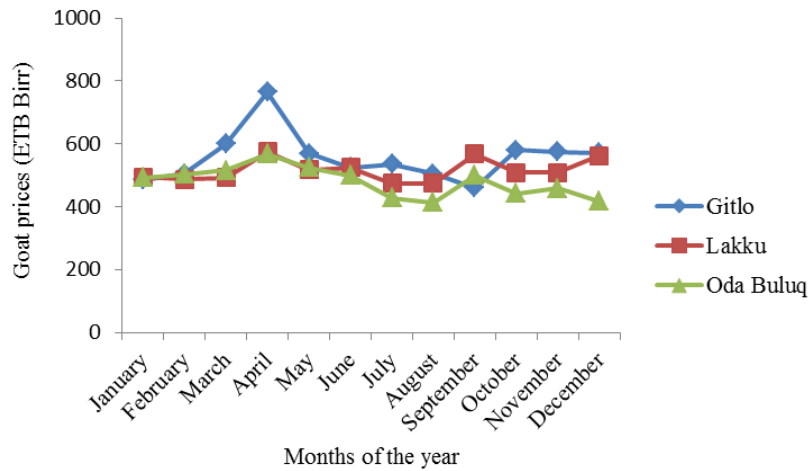 Goat prices (ETB Birr)
1000
800
600
400
200
0
January
February
March
April
May
June
July
August
September
October
November
December
Months of the year
Gitlo
Lakku
Oda Buluq